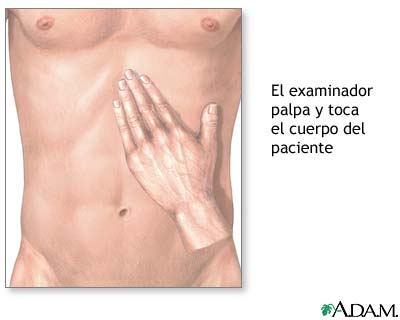 El examinador
palpa y toca
el cuerpo del
paciente
A.D.A.M.